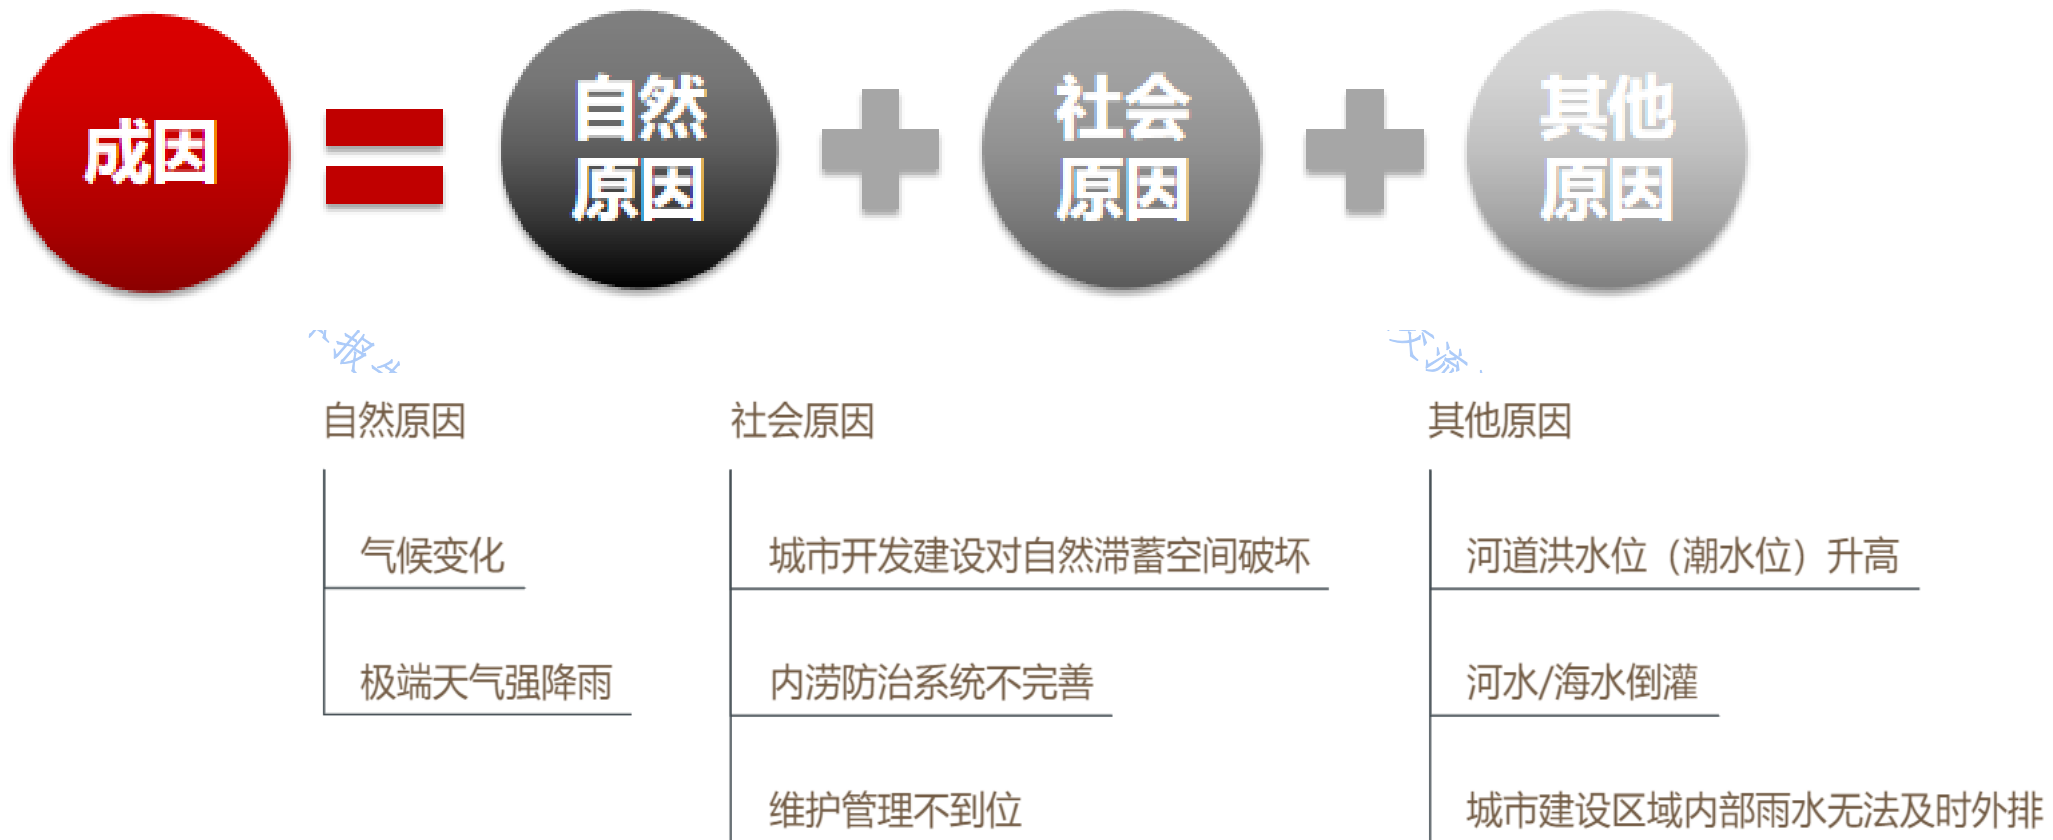 成因
自然
原因
社会
原因
其他
原因
报
交流
自然原因
社会原因
其他原因
气候变化
城市开发建设对自然滞蓄空间破坏
河道洪水位（潮水位）升高
极端天气强降雨
内涝防治系统不完善
河水/海水倒灌
维护管理不到位
城市建设区域内部雨水无法及时外排